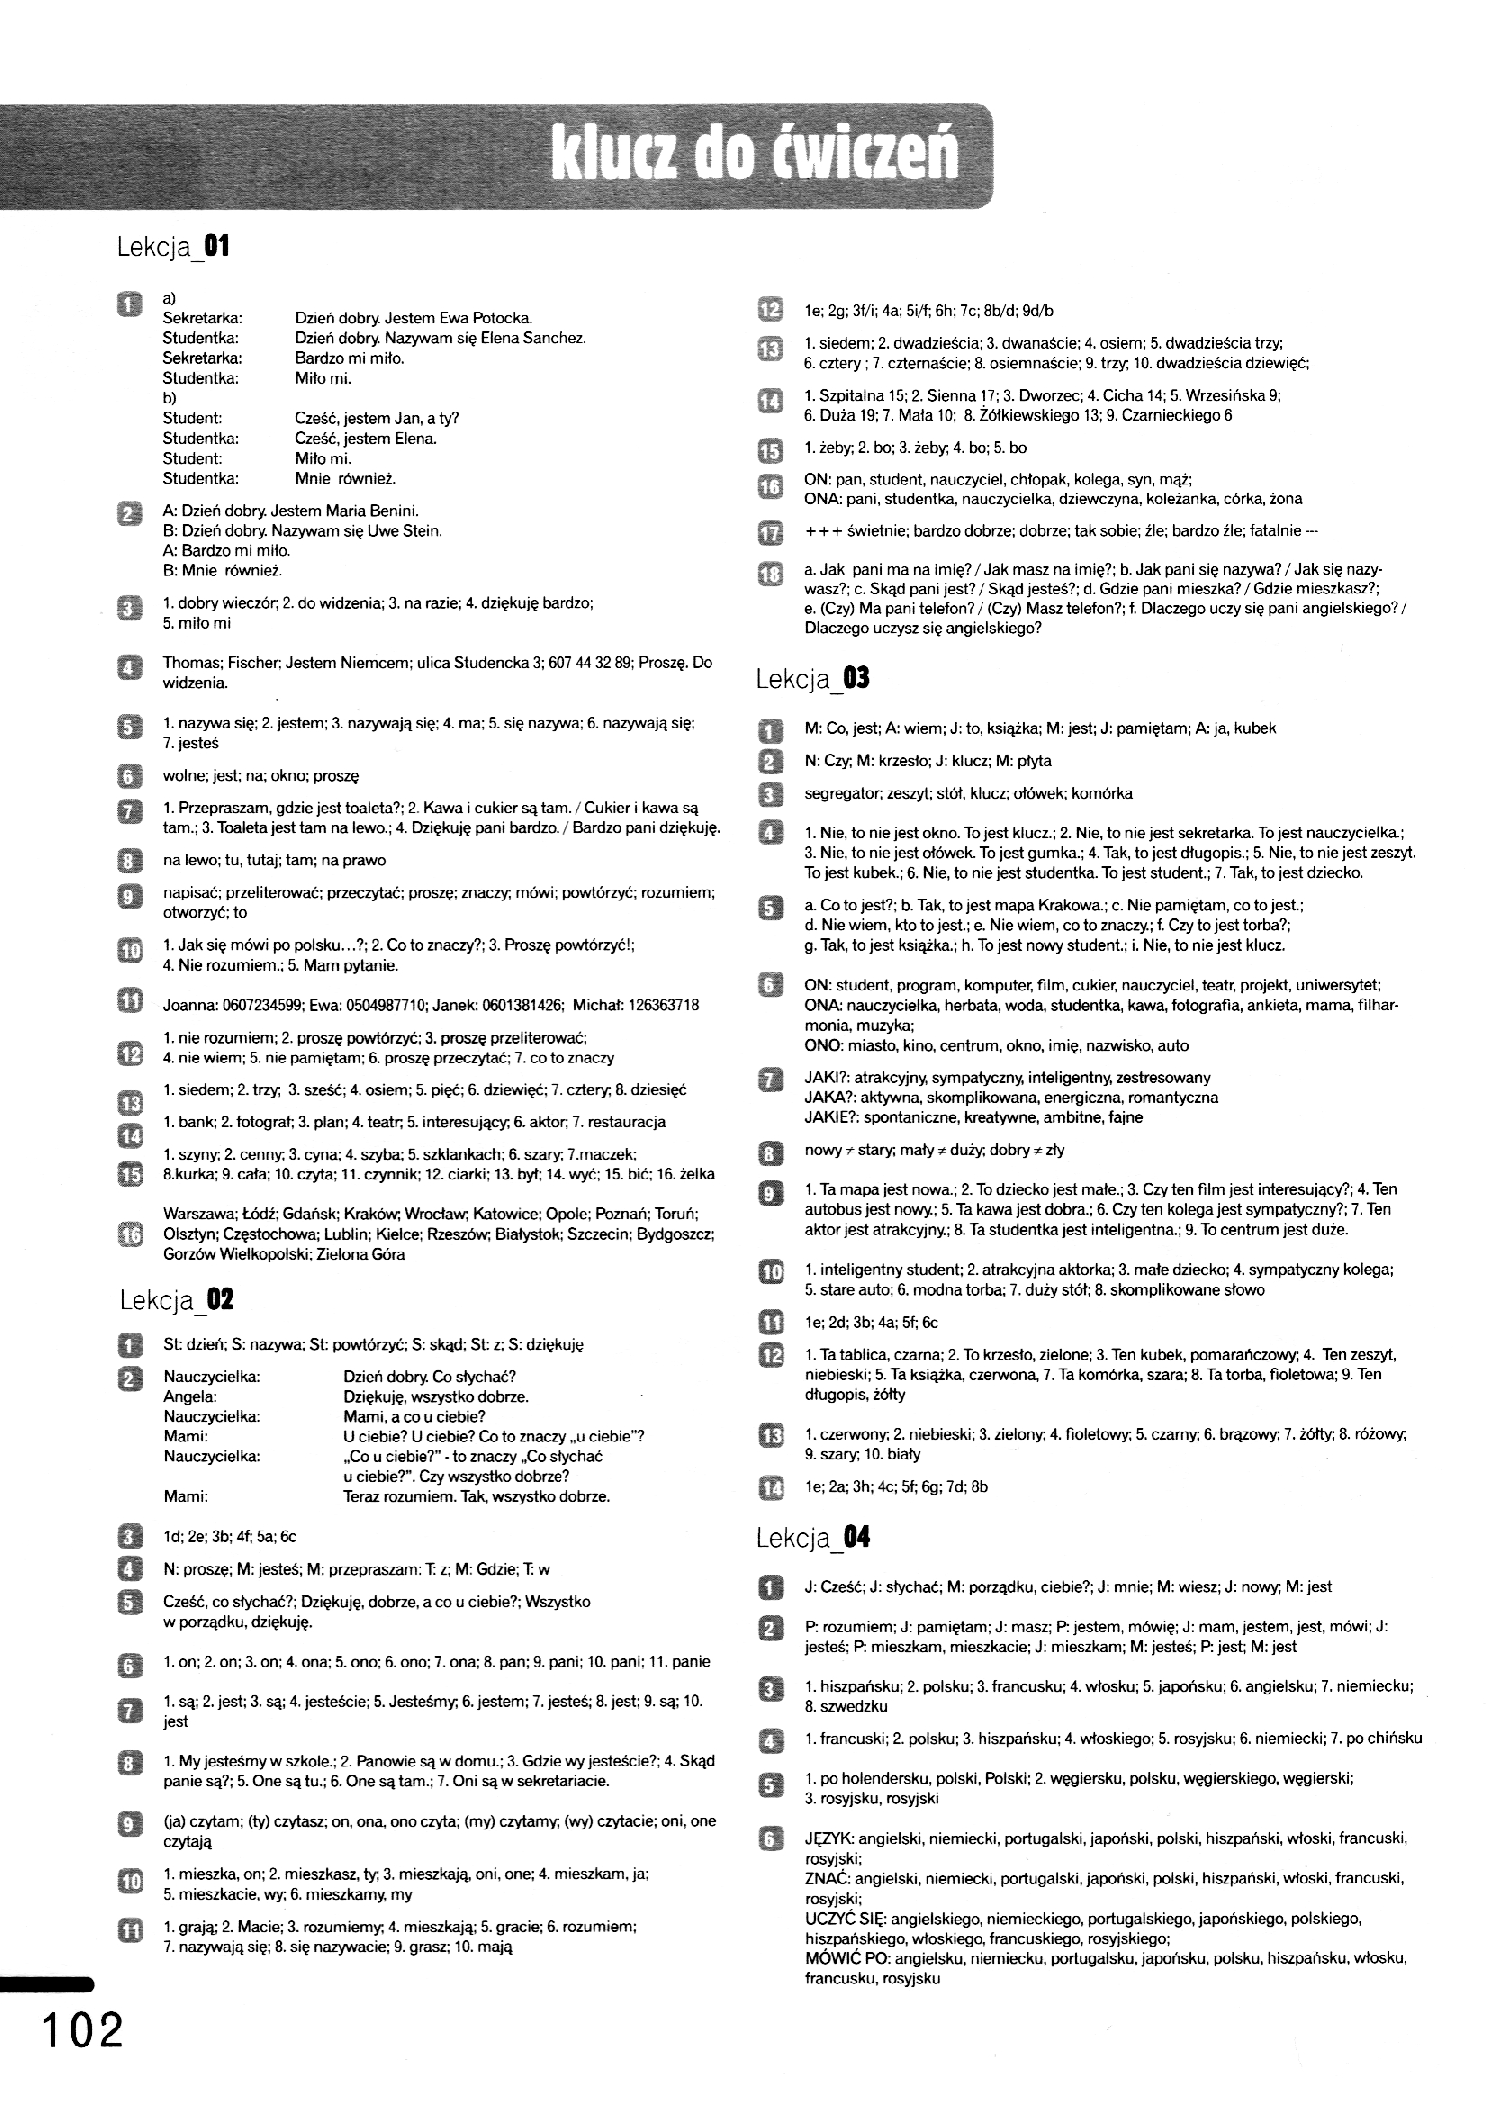 klucz do ćwiczeń
Lekcja_01
1 a)
Sekretarka: Dzień dobry. Jestem Ewa Potocka.
Studentka: Dzień dobry. Nazywam się Elena Sanchez.
Sekretarka: Bardzo mi miło.
Studentka: Miło mi.
b)
Student: Cześć, jestem Jan, a ty?
Studentka: Cześć, jestem Elena.
Student: Miło mi.
Studentka: Mnie również.
2 A: Dzień dobry. Jestem Maria Benini.
B: Dzień dobry. Nazywam się Uwe Stein.
A: Bardzo mi miło.
B: Mnie również.
3 1. dobry wieczór; 2. do widzenia; 3. na razie; 4. dziękuję bardzo;
5. miło mi
4 Thomas; Fischer; Jestem Niemcem; ulica Studencka 3; 607 44 32 89; Proszę. Do
widzenia.
5 1. nazywa się; 2. jestem; 3. nazywają się; 4. ma; 5. się nazywa; 6. nazywają się;
7. jesteś
6 wolne; jest; na; okno; proszę
7 1. Przepraszam, gdzie jest toaleta?; 2. Kawa i cukier są tam. / Cukier i kawa są
tam.; 3. Toaleta jest tam na lewo.; 4. Dziękuję pani bardzo. / Bardzo pani dziękuję.
8 na lewo; tu, tutaj; tam; na prawo
9 napisać; przeliterować; przeczytać; proszę; znaczy; mówi; powtórzyć; rozumiem;
otworzyć; to
10 1. Jak się mówi po polsku...?; 2. Co to znaczy?; 3. Proszę powtórzyć!;
4. Nie rozumiem.; 5. Mam pytanie.
11 Joanna: 0607234599; Ewa: 0504987710; Janek: 0601381426; Michał: 126363718
12 1. nie rozumiem; 2. proszę powtórzyć; 3. proszę przeliterować;
4. nie wiem; 5. nie pamiętam; 6. proszę przeczytać; 7. co to znaczy
13 1. siedem; 2. trzy; 3. sześć; 4. osiem; 5. pięć; 6. dziewięć; 7. cztery; 8. dziesięć
14 1. bank; 2. fotograf; 3. plan; 4. teatr; 5. interesujący; 6. aktor; 7. restauracja
15 1. szyny; 2. cenny; 3. cyna; 4. szyba; 5. szklankach; 6. szary; 7.maczek;
8.kurka; 9. cała; 10. czyta; 11. czynnik; 12. ciarki; 13. był; 14. wyć; 15. bić; 16. żelka
16 Warszawa; Łódź; Gdańsk; Kraków; Wrocław; Katowice; Opole; Poznań; Toruń;
Olsztyn; Częstochowa; Lublin; Kielce; Rzeszów; Białystok; Szczecin; Bydgoszcz;
Gorzów Wielkopolski; Zielona Góra
Lekcja_02
1 St: dzień; S: nazywa; St: powtórzyć; S: skąd; St: z; S: dziękuję
2 Nauczycielka: Dzień dobry. Co słychać?
Angela: Dziękuję, wszystko dobrze.
Nauczycielka: Mami, a co u ciebie?
Mami: U ciebie? U ciebie? Co to znaczy „u ciebie"?
Nauczycielka: „Co u ciebie?" - to znaczy „Co słychać
u ciebie?". Czy wszystko dobrze?
Mami: Teraz rozumiem. Tak, wszystko dobrze.
3 1d; 2e; 3b; 4f; 5a; 6c
4 N: proszę; M: jesteś; M: przepraszam; T: z; M: Gdzie; T: w
5 Cześć, co słychać?; Dziękuję, dobrze, a co u ciebie?; Wszystko
w porządku, dziękuję.
6 1. on; 2. on; 3. on; 4. ona; 5. ono; 6. ono; 7. ona; 8. pan; 9. pani; 10. pani; 11. panie
7 1. są; 2. jest; 3. są; 4. jesteście; 5. Jesteśmy; 6. jestem; 7. jesteś; 8. jest; 9. są; 10.
jest
8 1. My jesteśmy w szkole.; 2. Panowie są w domu.; 3. Gdzie wy jesteście?; 4. Skąd
panie są?; 5. One są tu.; 6. One są tam.; 7. Oni są w sekretariacie.
9 (ja) czytam; (ty) czytasz; on, ona, ono czyta; (my) czytamy; (wy) czytacie; oni, one
czytają
10 1. mieszka, on; 2. mieszkasz, ty; 3. mieszkają, oni, one; 4. mieszkam, ja;
5. mieszkacie, wy; 6. mieszkamy, my
11 1. grają; 2. Macie; 3. rozumiemy; 4. mieszkają; 5. gracie; 6. rozumiem;
7. nazywają się; 8. się nazywacie; 9. grasz; 10. mają
102
12 1e; 2g; 3f/i; 4a; 5i/f; 6h; 7c; 8b/d; 9d/b
13 1. siedem; 2. dwadzieścia; 3. dwanaście; 4. osiem; 5. dwadzieścia trzy;
6. cztery ; 7. czternaście; 8. osiemnaście; 9. trzy; 10. dwadzieścia dziewięć;
14 1. Szpitalna 15; 2. Sienna 17; 3. Dworzec; 4. Cicha 14; 5. Wrzesińska 9;
6. Duża 19; 7. Mała 10; 8. Żółkiewskiego 13; 9. Czarnieckiego 6
15 1. żeby; 2. bo; 3. żeby; 4. bo; 5. bo
16 ON: pan, student, nauczyciel, chłopak, kolega, syn, mąż;
ONA: pani, studentka, nauczycielka, dziewczyna, koleżanka, córka, żona
17 +++ świetnie; bardzo dobrze; dobrze; tak sobie; źle; bardzo źle; fatalnie ---
18 a. Jak pani ma na imię? / Jak masz na imię?; b. Jak pani się nazywa? / Jak się nazy-
wasz?; c. Skąd pani jest? / Skąd jesteś?; d. Gdzie pani mieszka? / Gdzie mieszkasz?;
e. (Czy) Ma pani telefon? / (Czy) Masz telefon?; f. Dlaczego uczy się pani angielskiego? /
Dlaczego uczysz się angielskiego?
Lekcja_03
1 M: Co, jest; A: wiem; J: to, książka; M: jest; J: pamiętam; A: ja, kubek
2 N: Czy; M: krzesło; J: klucz; M: płyta
3 segregator; zeszyt; stół, klucz; ołówek; komórka
4 1. Nie, to nie jest okno. To jest klucz.; 2. Nie, to nie jest sekretarka. To jest nauczycielka.;
3. Nie, to nie jest ołówek. To jest gumka.; 4. Tak, to jest długopis.; 5. Nie, to nie jest zeszyt.
To jest kubek.; 6. Nie, to nie jest studentka. To jest student.; 7. Tak, to jest dziecko.
5 a. Co to jest?; b. Tak, to jest mapa Krakowa.; c. Nie pamiętam, co to jest.;
d. Nie wiem, kto to jest.; e. Nie wiem, co to znaczy.; f. Czy to jest torba?;
g. Tak, to jest książka.; h. To jest nowy student.; i. Nie, to nie jest klucz.
6 ON: student, program, komputer, film, cukier, nauczyciel, teatr, projekt, uniwersytet;
ONA: nauczycielka, herbata, woda, studentka, kawa, fotografia, ankieta, mama, filhar-
monia, muzyka;
ONO: miasto, kino, centrum, okno, imię, nazwisko, auto
7 JAKI?: atrakcyjny, sympatyczny, inteligentny, zestresowany
JAKA?: aktywna, skomplikowana, energiczna, romantyczna
JAKIE?: spontaniczne, kreatywne, ambitne, fajne
8 nowy ≠ stary; mały ≠ duży; dobry ≠ zły
9 1. Ta mapa jest nowa.; 2. To dziecko jest małe.; 3. Czy ten film jest interesujący?; 4. Ten
autobus jest nowy.; 5. Ta kawa jest dobra.; 6. Czy ten kolega jest sympatyczny?; 7. Ten
aktor jest atrakcyjny.; 8. Ta studentka jest inteligentna.; 9. To centrum jest duże.
10 1. inteligentny student; 2. atrakcyjna aktorka; 3. małe dziecko; 4. sympatyczny kolega;
5. stare auto; 6. modna torba; 7. duży stół; 8. skomplikowane słowo
11 1e; 2d; 3b; 4a; 5f; 6c
12 1. Ta tablica, czarna; 2. To krzesło, zielone; 3. Ten kubek, pomarańczowy; 4. Ten zeszyt,
niebieski; 5. Ta książka, czerwona, 7. Ta komórka, szara; 8. Ta torba, fioletowa; 9. Ten
długopis, żółty
13 1. czerwony; 2. niebieski; 3. zielony; 4. fioletowy; 5. czarny; 6. brązowy; 7. żółty; 8. różowy;
9. szary; 10. biały
14 1e; 2a; 3h; 4c; 5f; 6g; 7d; 8b
Lekcja_04
1 J: Cześć; J: słychać; M: porządku, ciebie?; J: mnie; M: wiesz; J: nowy; M: jest
2 P: rozumiem; J: pamiętam; J: masz; P: jestem, mówię; J: mam, jestem, jest, mówi; J:
jesteś; P: mieszkam, mieszkacie; J: mieszkam; M: jesteś; P: jest; M: jest
3 1. hiszpańsku; 2. polsku; 3. francusku; 4. włosku; 5. japońsku; 6. angielsku; 7. niemiecku;
8. szwedzku
4 1. francuski; 2. polsku; 3. hiszpańsku; 4. włoskiego; 5. rosyjsku; 6. niemiecki; 7. po chińsku
5 1. po holendersku, polski, Polski; 2. węgiersku, polsku, węgierskiego, węgierski;
3. rosyjsku, rosyjski
6 JĘZYK: angielski, niemiecki, portugalski, japoński, polski, hiszpański, włoski, francuski,
rosyjski;
ZNAĆ: angielski, niemiecki, portugalski, japoński, polski, hiszpański, włoski, francuski,
rosyjski;
UCZYĆ SIĘ: angielskiego, niemieckiego, portugalskiego, japońskiego, polskiego,
hiszpańskiego, włoskiego, francuskiego, rosyjskiego;
MÓWIĆ PO: angielsku, niemiecku, portugalsku, japońsku, polsku, hiszpańsku, włosku,
francusku, rosyjsku